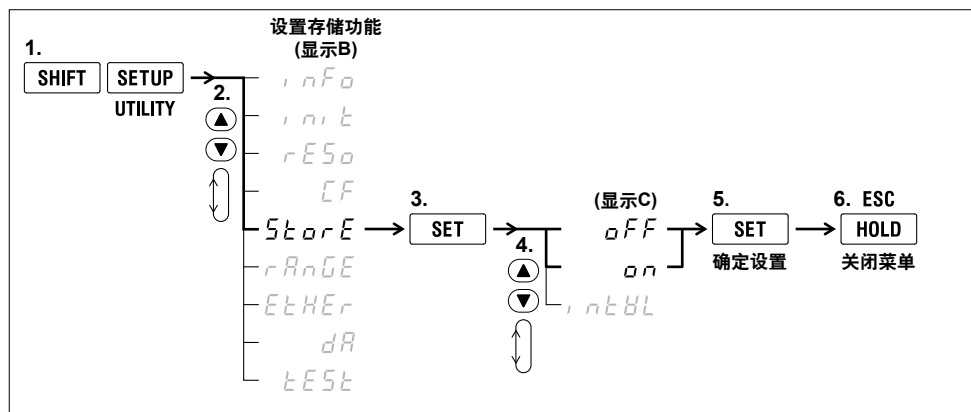 设置存储功能
(显示B)
1.
SHIFT SETUP
UTILITY
2.
inFo
init
rESo
CF
StorE
rAnGE
EtHEr
dA
tESt
3.
SET
4.
(显示C)
oFF
on
intVAL
5.
SET
确定设置
6. ESC
HOLD
关闭菜单